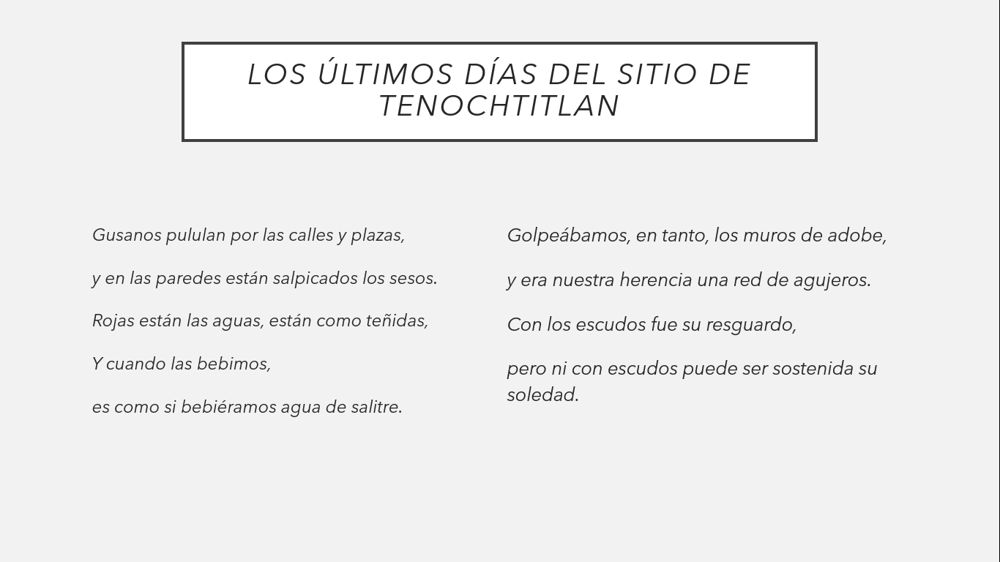 LOS ÚLTIMOS DÍAS DEL SITIO DE
TENOCHTITLAN
Gusanos pululan por las calles y plazas,
y en las paredes están salpicados los sesos.
Rojas están las aguas, están como teñidas,
Y cuando las bebimos,
es como si bebiéramos agua de salitre.
Golpeábamos, en tanto, los muros de adobe,
y era nuestra herencia una red de agujeros.
Con los escudos fue su resguardo,
pero ni con escudos puede ser sostenida su
soledad.